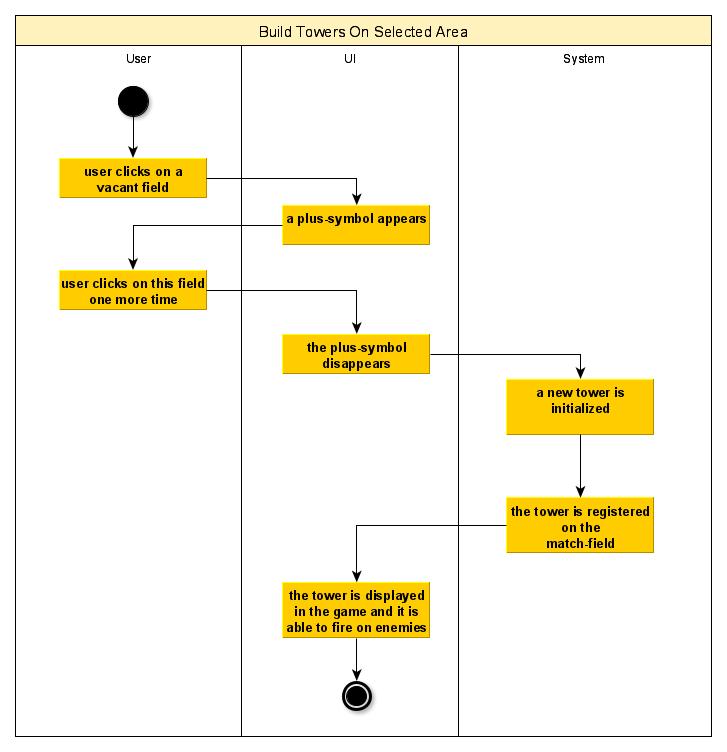 Build Towers On Selected Area
User
UI
System
user clicks on a
vacant field
a plus-symbol appears
user clicks on this field
one more time
the plus-symbol
disappears
a new tower is
initialized
the tower is registered
on the
match-field
the tower is displayed
in the game and it is
able to fire on enemies